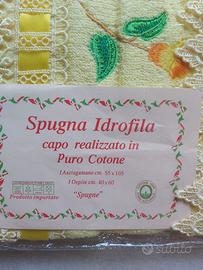 Spugna Idrofila
capo realizzato in
Puro Cotone
1 Asciugamano cm. 55 x 105
1 Ospite cm. 40 x 60
"Spugne"
Prodotto importato
subito